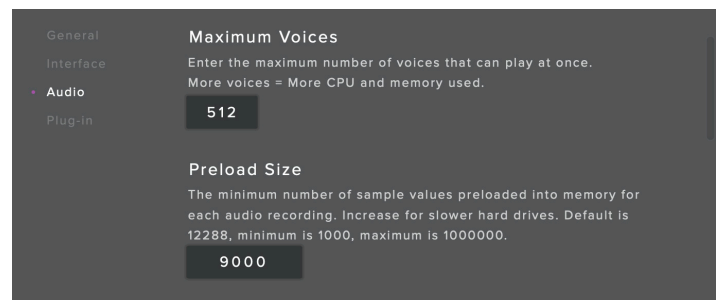 General
Interface
Audio
Plug-in
Maximum Voices
Enter the maximum number of voices that can play at once.
More voices = More CPU and memory used.
512
Preload Size
The minimum number of sample values preloaded into memory for
each audio recording. Increase for slower hard drives. Default is
12288, minimum is 1000, maximum is 1000000.
9000